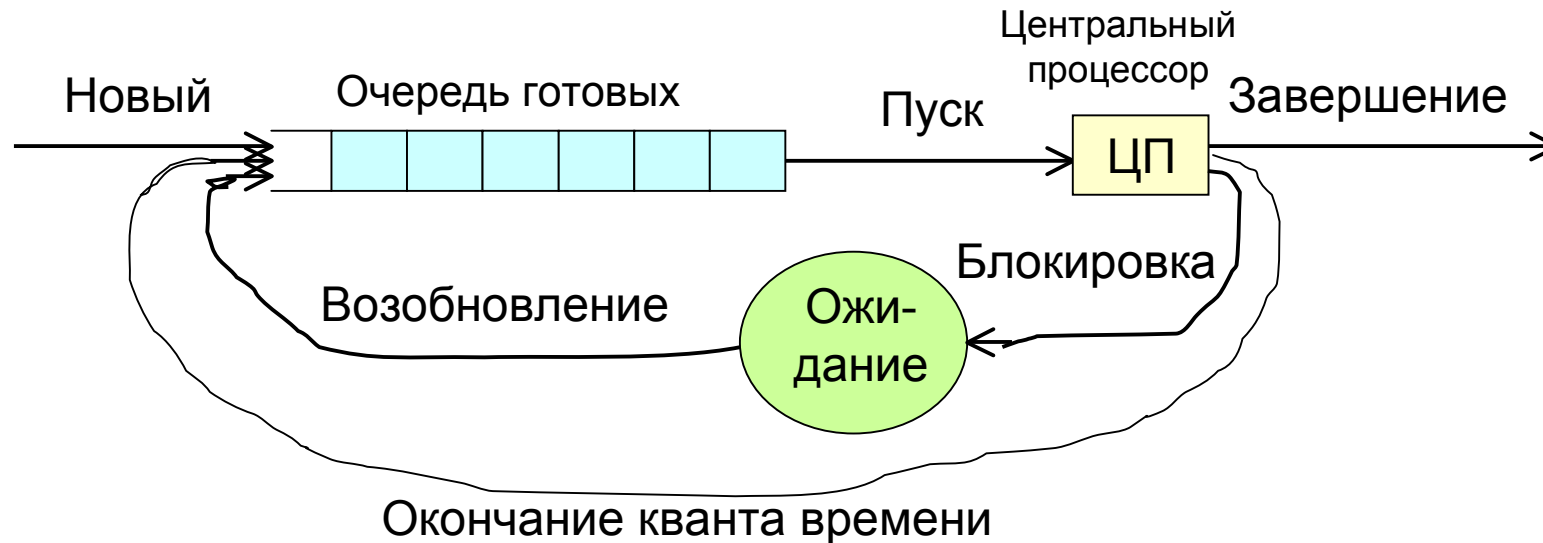 Центральный
процессор
Новый
Очередь готовых
Пуск
Завершение
ЦП
Блокировка
Возобновление
Ожи-
дание
Окончание кванта времени